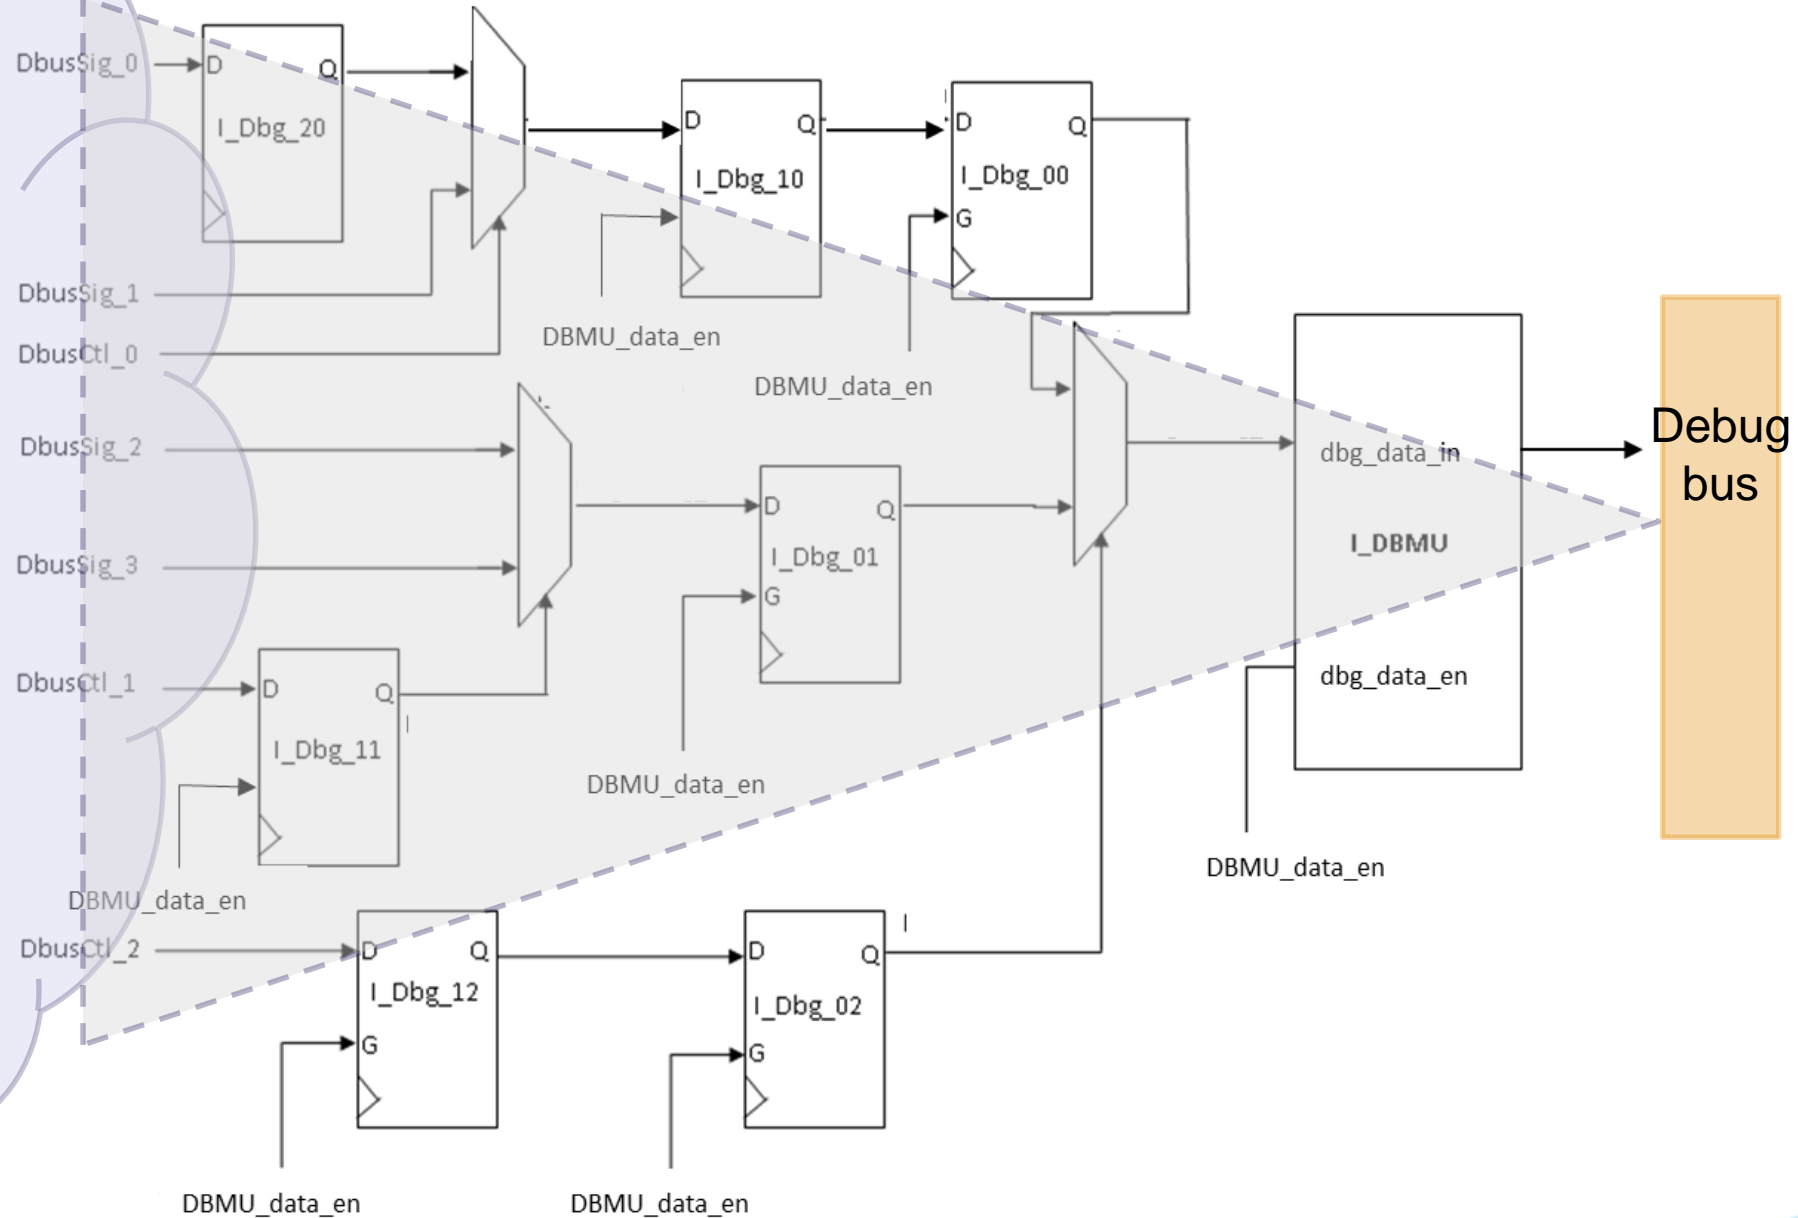 DbusSig_0
D
Q
I_Dbg_20
D
Q
I_Dbg_10
D
Q
I_Dbg_00
G
DbusSig_1
DbusCtl_0
DBMU_data_en
DBMU_data_en
DbusSig_2
DbusSig_3
D
Q
I_Dbg_01
G
DBMU_data_en
dbg_data_in
I_DBMU
dbg_data_en
DBMU_data_en
Debug
bus
DbusCtl_1
D
Q
I_Dbg_11
DBMU_data_en
DbusCtl_2
D
Q
I_Dbg_12
G
DBMU_data_en
D
Q
I_Dbg_02
G
DBMU_data_en